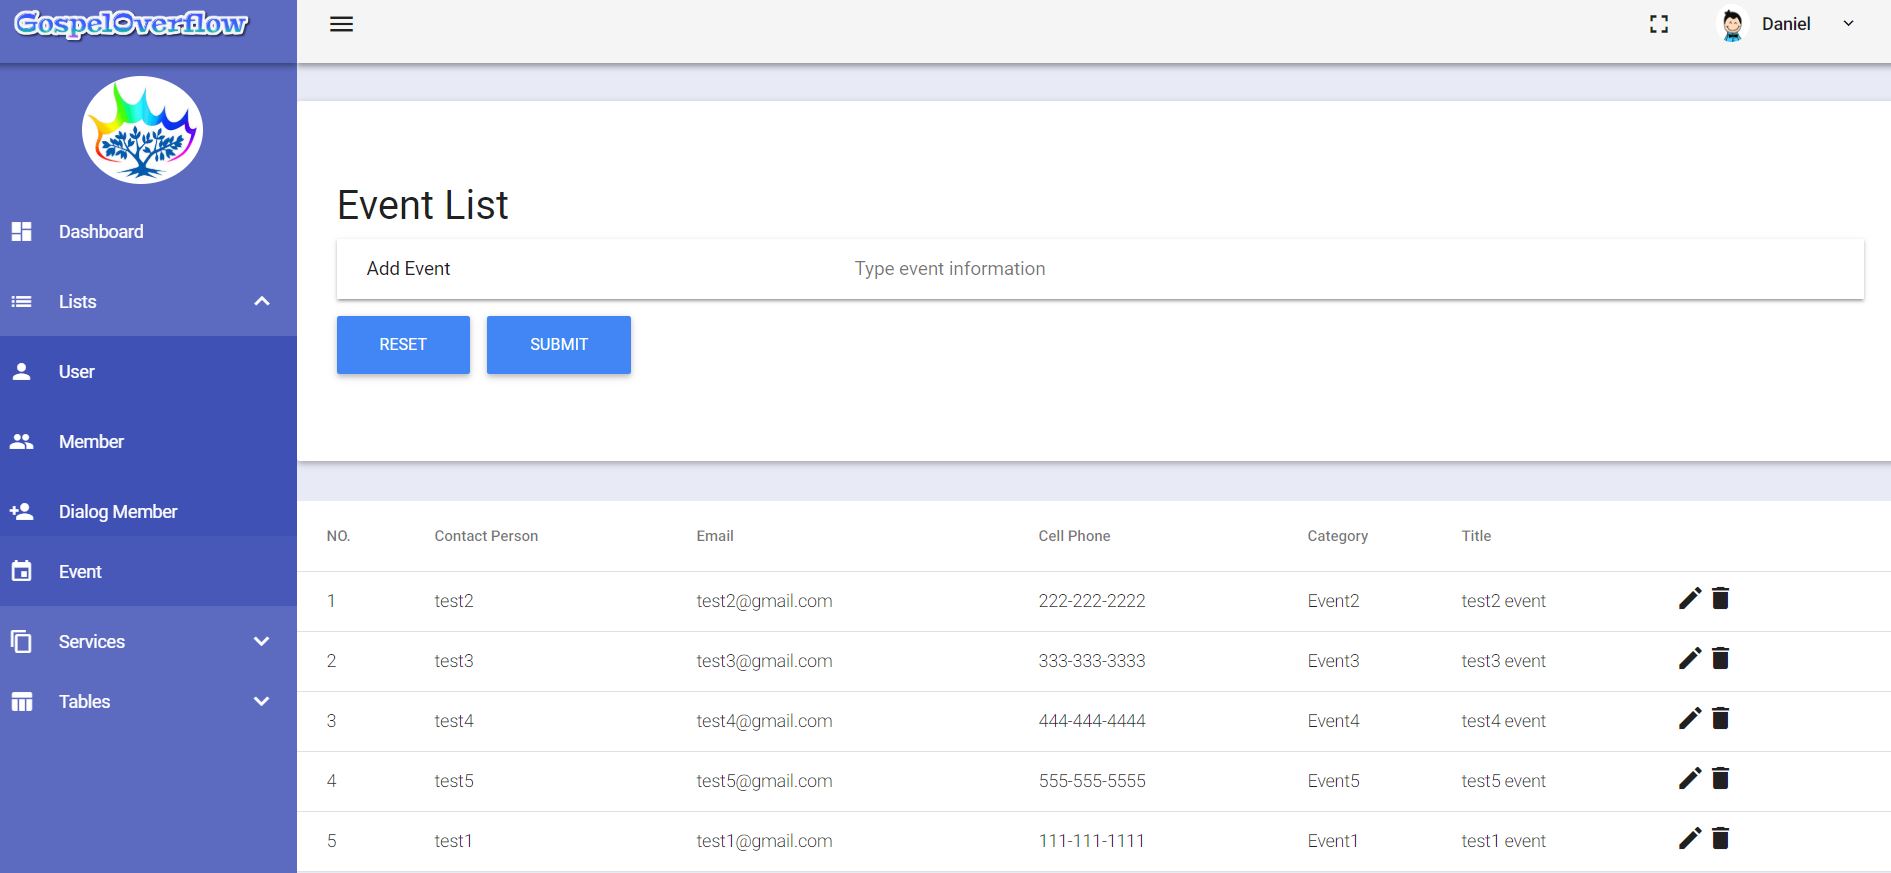 GospelOverflow
Daniel
Dashboard
Lists
User
Member
Dialog Member
Event
Services
Tables
Event List
Add Event Type event information
RESET SUBMIT
NO. Contact Person Email Cell Phone Category Title
1 test2 test2@gmail.com 222-222-2222 Event2 test2 event
2 test3 test3@gmail.com 333-333-3333 Event3 test3 event
3 test4 test4@gmail.com 444-444-4444 Event4 test4 event
4 test5 test5@gmail.com 555-555-5555 Event5 test5 event
5 test1 test1@gmail.com 111-111-1111 Event1 test1 event